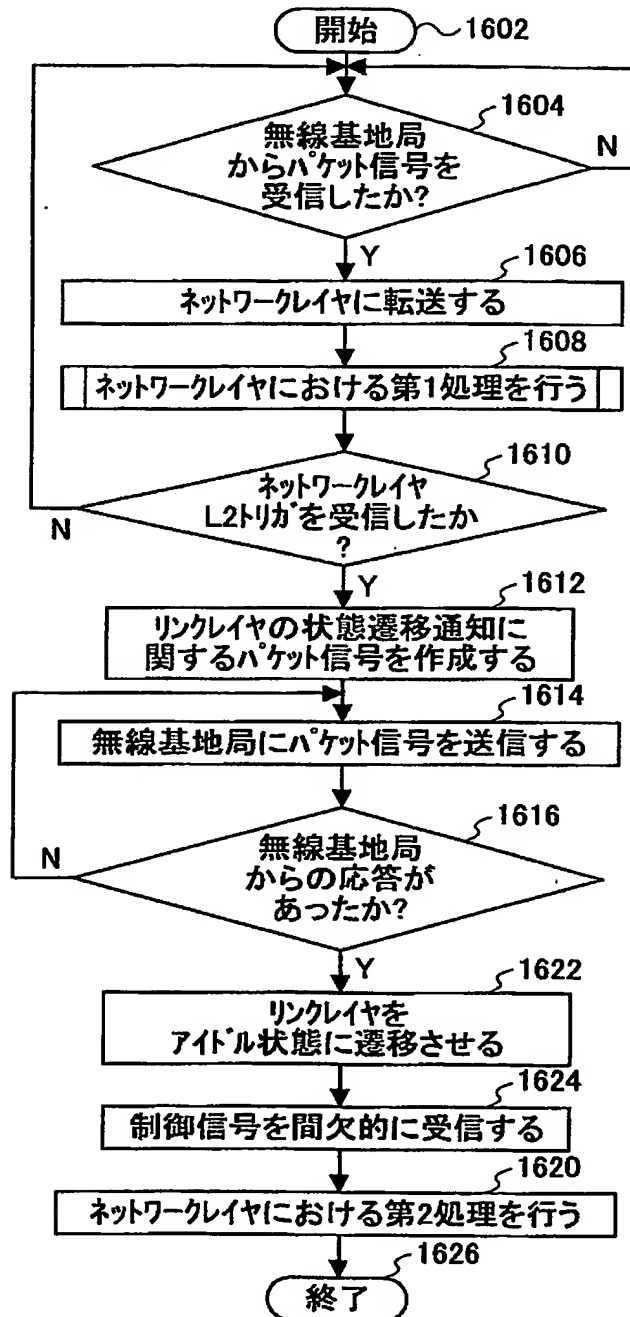 開始
1602
1604
無線基地局
からパケット信号を
受信したか?
N
Y
1606
ネットワークレイヤに転送する
1608
ネットワークレイヤにおける第1処理を行う
1610
ネットワークレイヤ
L2トリガを受信したか
?
N
Y
1612
リンクレイヤの状態遷移通知に
関するパケット信号を作成する
1614
無線基地局にパケット信号を送信する
1616
無線基地局
からの応答が
あったか?
N
Y
1622
リンクレイヤを
アイドル状態に遷移させる
1624
制御信号を間欠的に受信する
1620
ネットワークレイヤにおける第2処理を行う
1626
終了